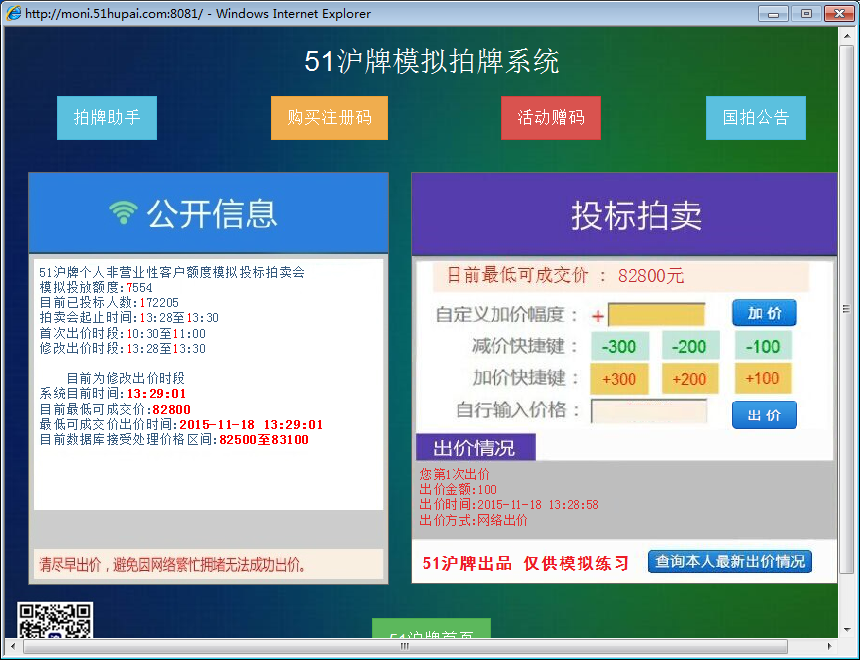 http://moni.51hupai.com:8081/ - Windows Internet Explorer
51沪牌模拟拍牌系统
拍牌助手
购买注册码
活动赠码
国拍公告
公开信息
51沪牌个人非营业性客户额度模拟投标拍卖会
模拟投放额度:7554
目前已投标人数:172205
拍卖会起止时间:13:28至13:30
首次出价时段:10:30至11:00
修改出价时段:13:28至13:30
目前为修改出价时段
系统目前时间:13:29:01
目前最低可成交价:82800
最低可成交价出价时间:2015-11-18 13:29:01
目前数据库接受处理价格区间:82500至83100
清尽早出价，避免因网络繁忙拥堵无法成功出价。
投标拍卖
目前最低可成交价 : 82800元
自定义加价幅度 : + 加 价
减价快捷键 : -300 -200 -100
加价快捷键 : +300 +200 +100
自行输入价格 : 出 价
出价情况
您第1次出价
出价金额:100
出价时间:2015-11-18 13:28:58
出价方式:网络出价
51沪牌出品 仅供模拟练习
查询本人最新出价情况
51沪牌首页